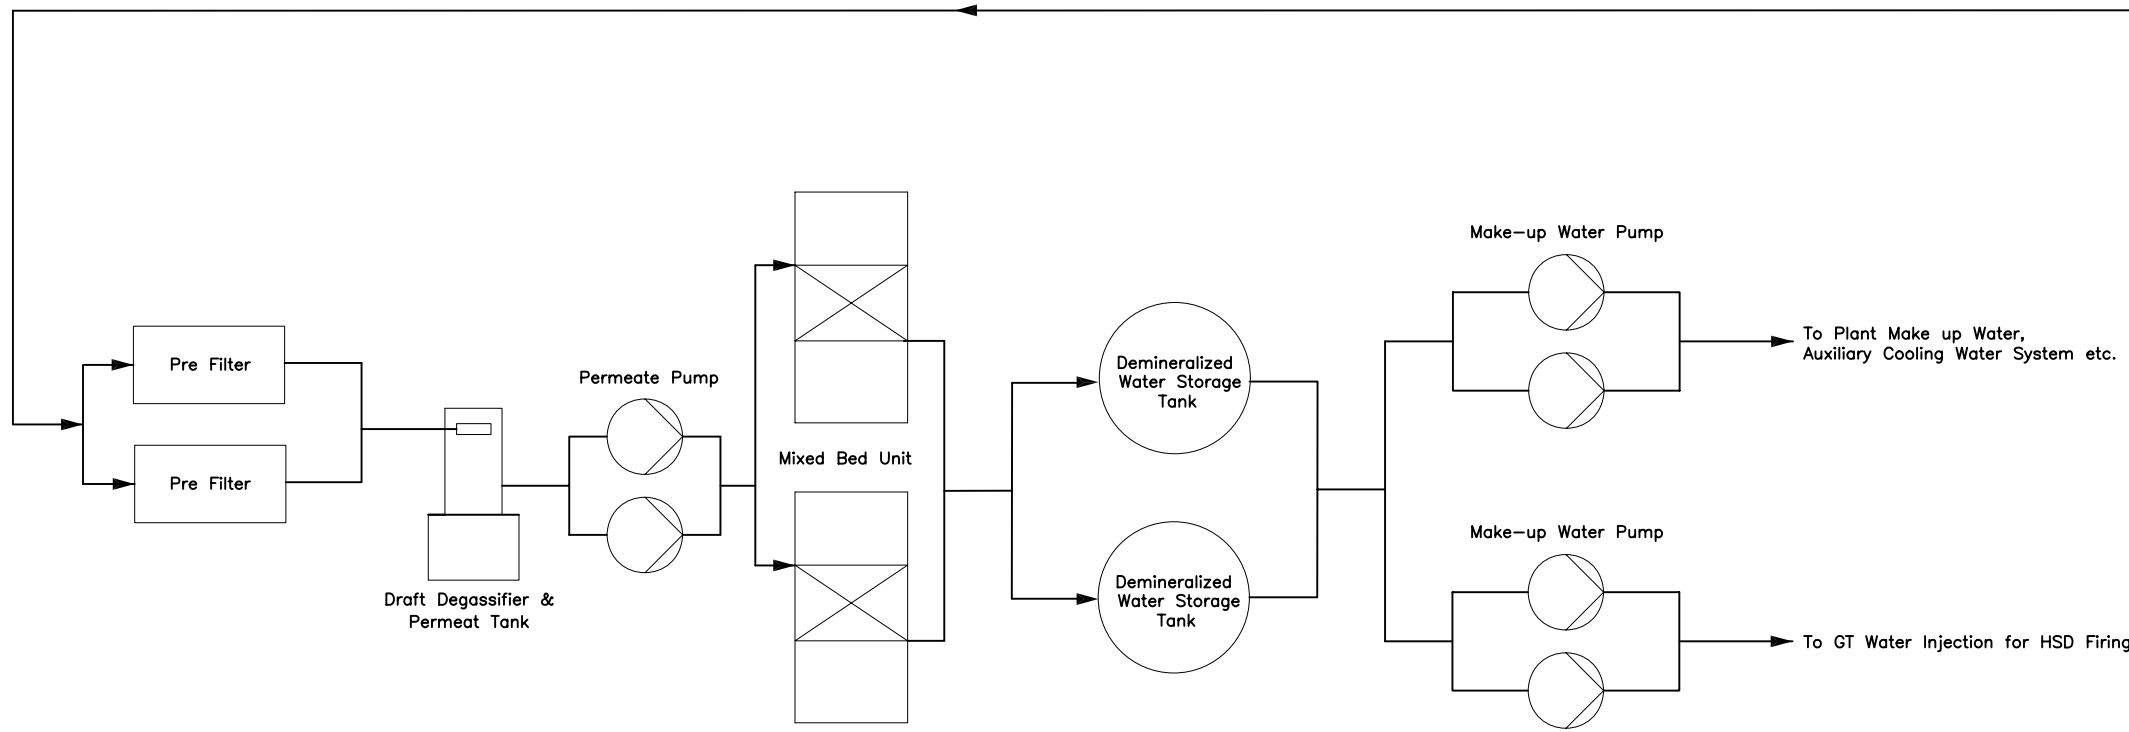 Make-up Water Pump
To Plant Make up Water,
Auxiliary Cooling Water System etc.
Pre Filter
Permeate Pump
Demineralized
Water Storage
Tank
Mixed Bed Unit
Pre Filter
Draft Degassifier &
Permeat Tank
Demineralized
Water Storage
Tank
Make-up Water Pump
To GT Water Injection for HSD Firing